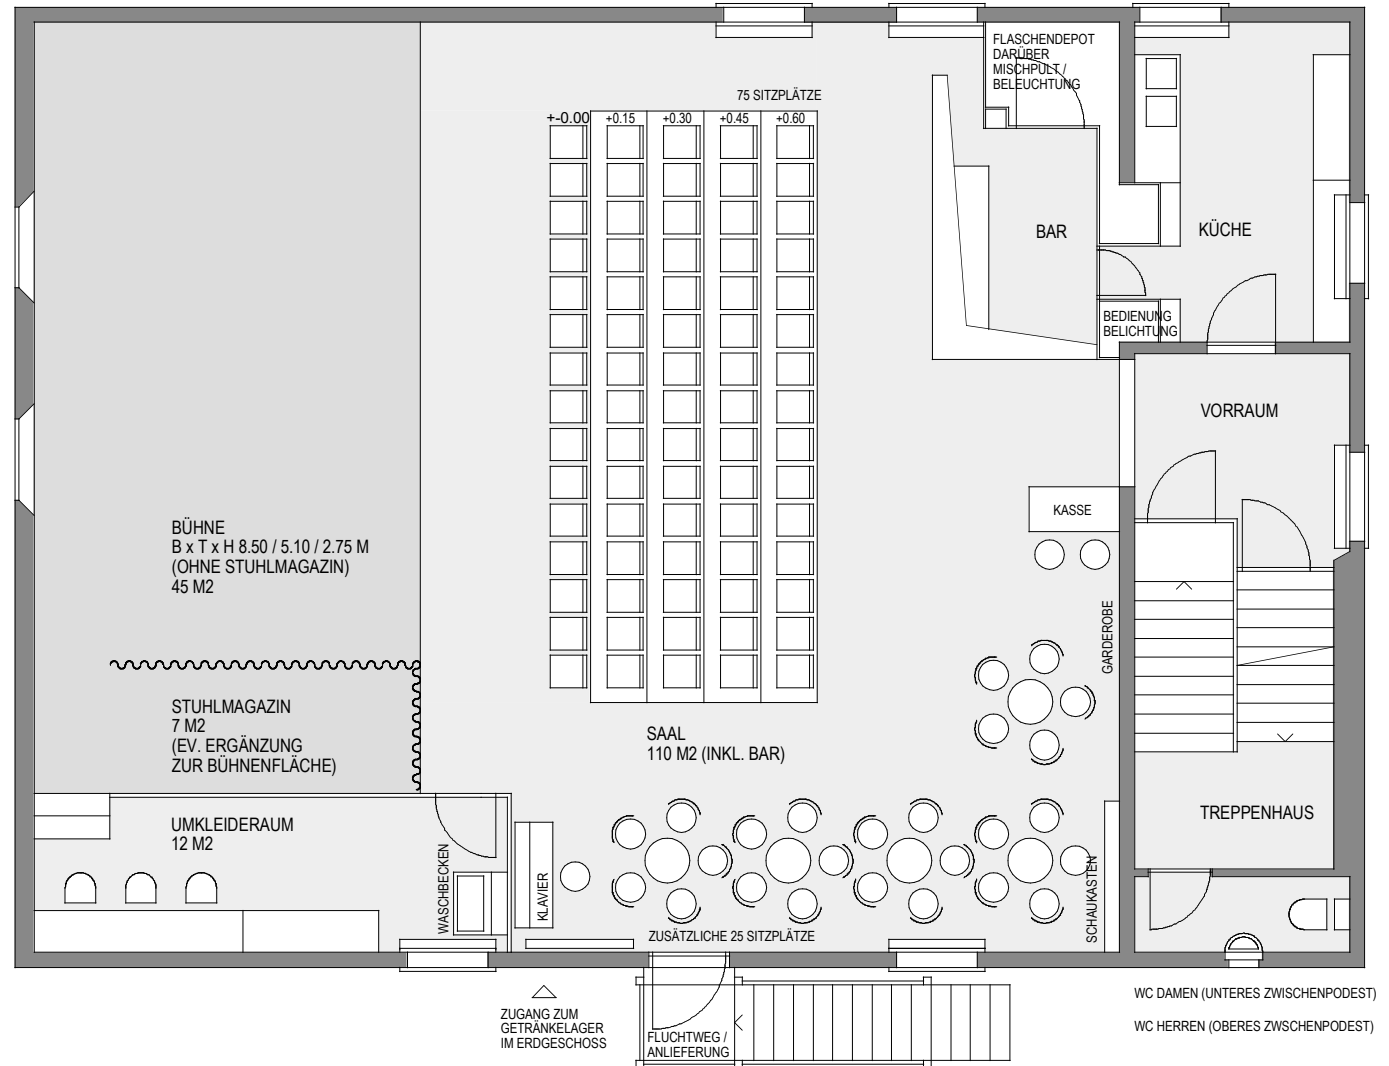 FLASCHENDEPOT
DARÜBER
MISCHPULT /
BELEUCHTUNG
75 SITZPLÄTZE
+-0.00
+0.15
+0.30
+0.45
+0.60
BAR
KÜCHE
BEDIENUNG
BELICHTUNG
VORRAUM
KASSE
BÜHNE
B x T x H 8.50 / 5.10 / 2.75 M
(OHNE STUHLMAGAZIN)
45 M2
GARDEROBE
STUHLMAGAZIN
7 M2
(EV. ERGÄNZUNG
ZUR BÜHNENFLÄCHE)
SAAL
110 M2 (INKL. BAR)
UMKLEIDERAUM
12 M2
TREPPENHAUS
WASCHBECKEN
KLAVIER
SCHAUKASTEN
ZUSÄTZLICHE 25 SITZPLÄTZE
ZUGANG ZUM
GETRÄNKELAGER
IM ERDGESCHOSS
FLUCHTWEG /
ANLIEFERUNG
WC DAMEN (UNTERES ZWISCHENPODEST)
WC HERREN (OBERES ZWSCHENPODEST)